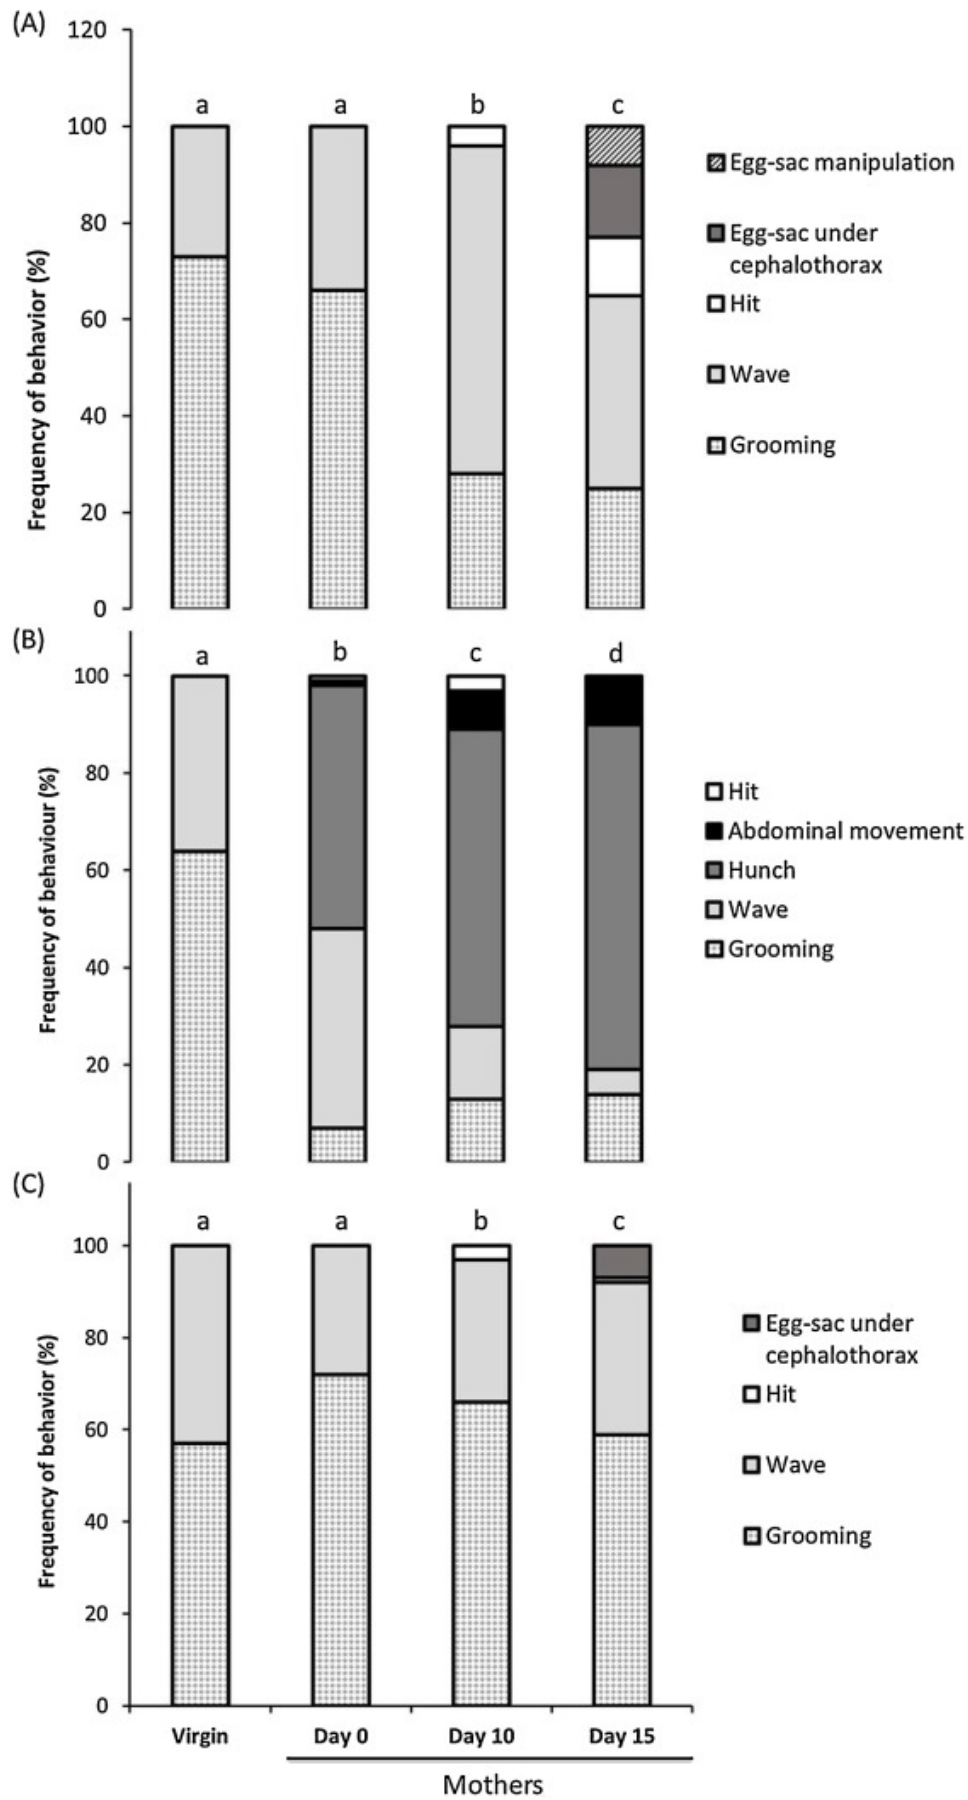 (A)
120
100
80
60
40
20
0
Frequency of behavior (%)
a
a
b
c
Egg-sac manipulation
Egg-sac under
cephalothorax
Hit
Wave
Grooming
(B)
100
80
60
40
20
0
Frequency of behaviour (%)
a
b
c
d
Hit
Abdominal movement
Hunch
Wave
Grooming
(C)
100
80
60
40
20
0
Frequency of behavior (%)
a
a
b
c
Egg-sac under
cephalothorax
Hit
Wave
Grooming
Virgin
Day 0
Day 10
Day 15
Mothers